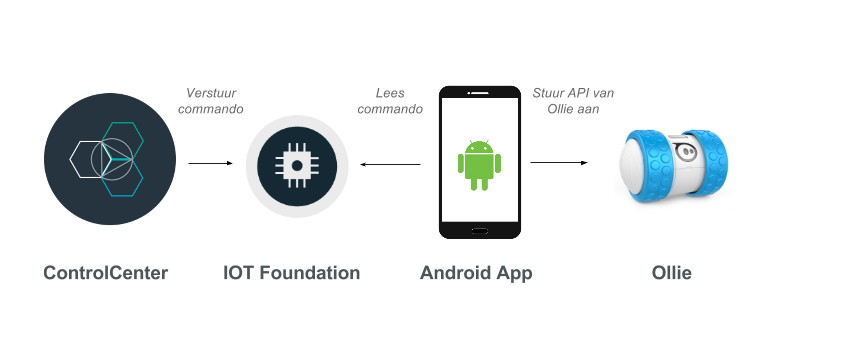 Verstuur
commando
Lees
commando
Stuur API van
Ollie aan
ControlCenter
IOT Foundation
Android App
Ollie